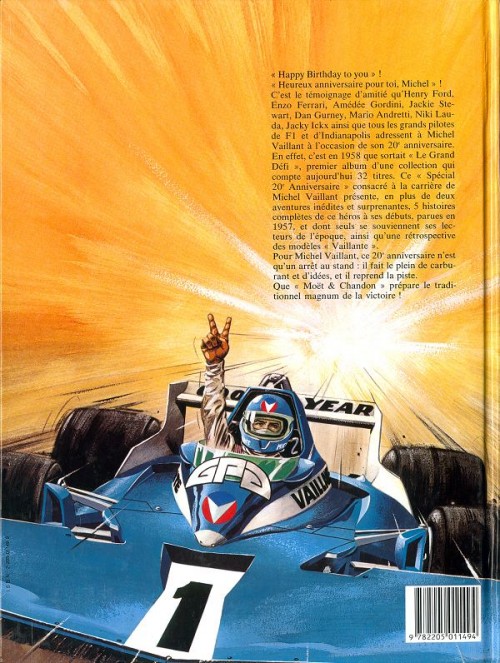 « Happy Birthday to you » !
« Heureux anniversaire pour toi, Michel » !
C'est le témoignage d'amitié qu'Henry Ford,
Enzo Ferrari, Amédée Gordini, Jackie Ste-
wart, Dan Gurney, Mario Andretti, Niki Lau-
da, Jacky Ickx ainsi que tous les grands pilotes
de F1 et d'Indianapolis adressent à Michel
Vaillant à l'occasion de son 20e anniversaire.
En effet, c'est en 1958 que sortait « Le Grand
Défi », premier album d'une collection qui
compte aujourd'hui 32 titres. Ce « Spécial
20e Anniversaire » consacré à la carrière de
Michel Vaillant présente, en plus de deux
aventures inédites et surprenantes, 5 histoires
complètes de ce héros à ses débuts, parues en
1957, et dont seuls se souviennent ses lec-
teurs de l'époque, ainsi qu'une rétrospective
des modèles « Vaillante ».
Pour Michel Vaillant, ce 20e anniversaire n'est
qu'un arrêt au stand : il fait le plein de carbu-
rant et d'idées, et il reprend la piste.
Que « Moët & Chandon » prépare le tradi-
tionnel magnum de la victoire !
GOOD YEAR
VAILL
1
9 782205 011494